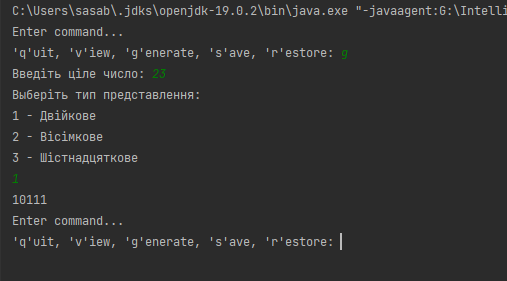 C:\Users\sasab\.jdks\openjdk-19.0.2\bin\java.exe "-javaagent:G:\Intelli
Enter command...
'q'uit, 'v'iew, 'g'enerate, 's'ave, 'r'estore: g
Введіть ціле число: 23
Виберіть тип представлення:
1 - Двійкове
2 - Вісімкове
3 - Шістнадцяткове
1
10111
Enter command...
'q'uit, 'v'iew, 'g'enerate, 's'ave, 'r'estore: